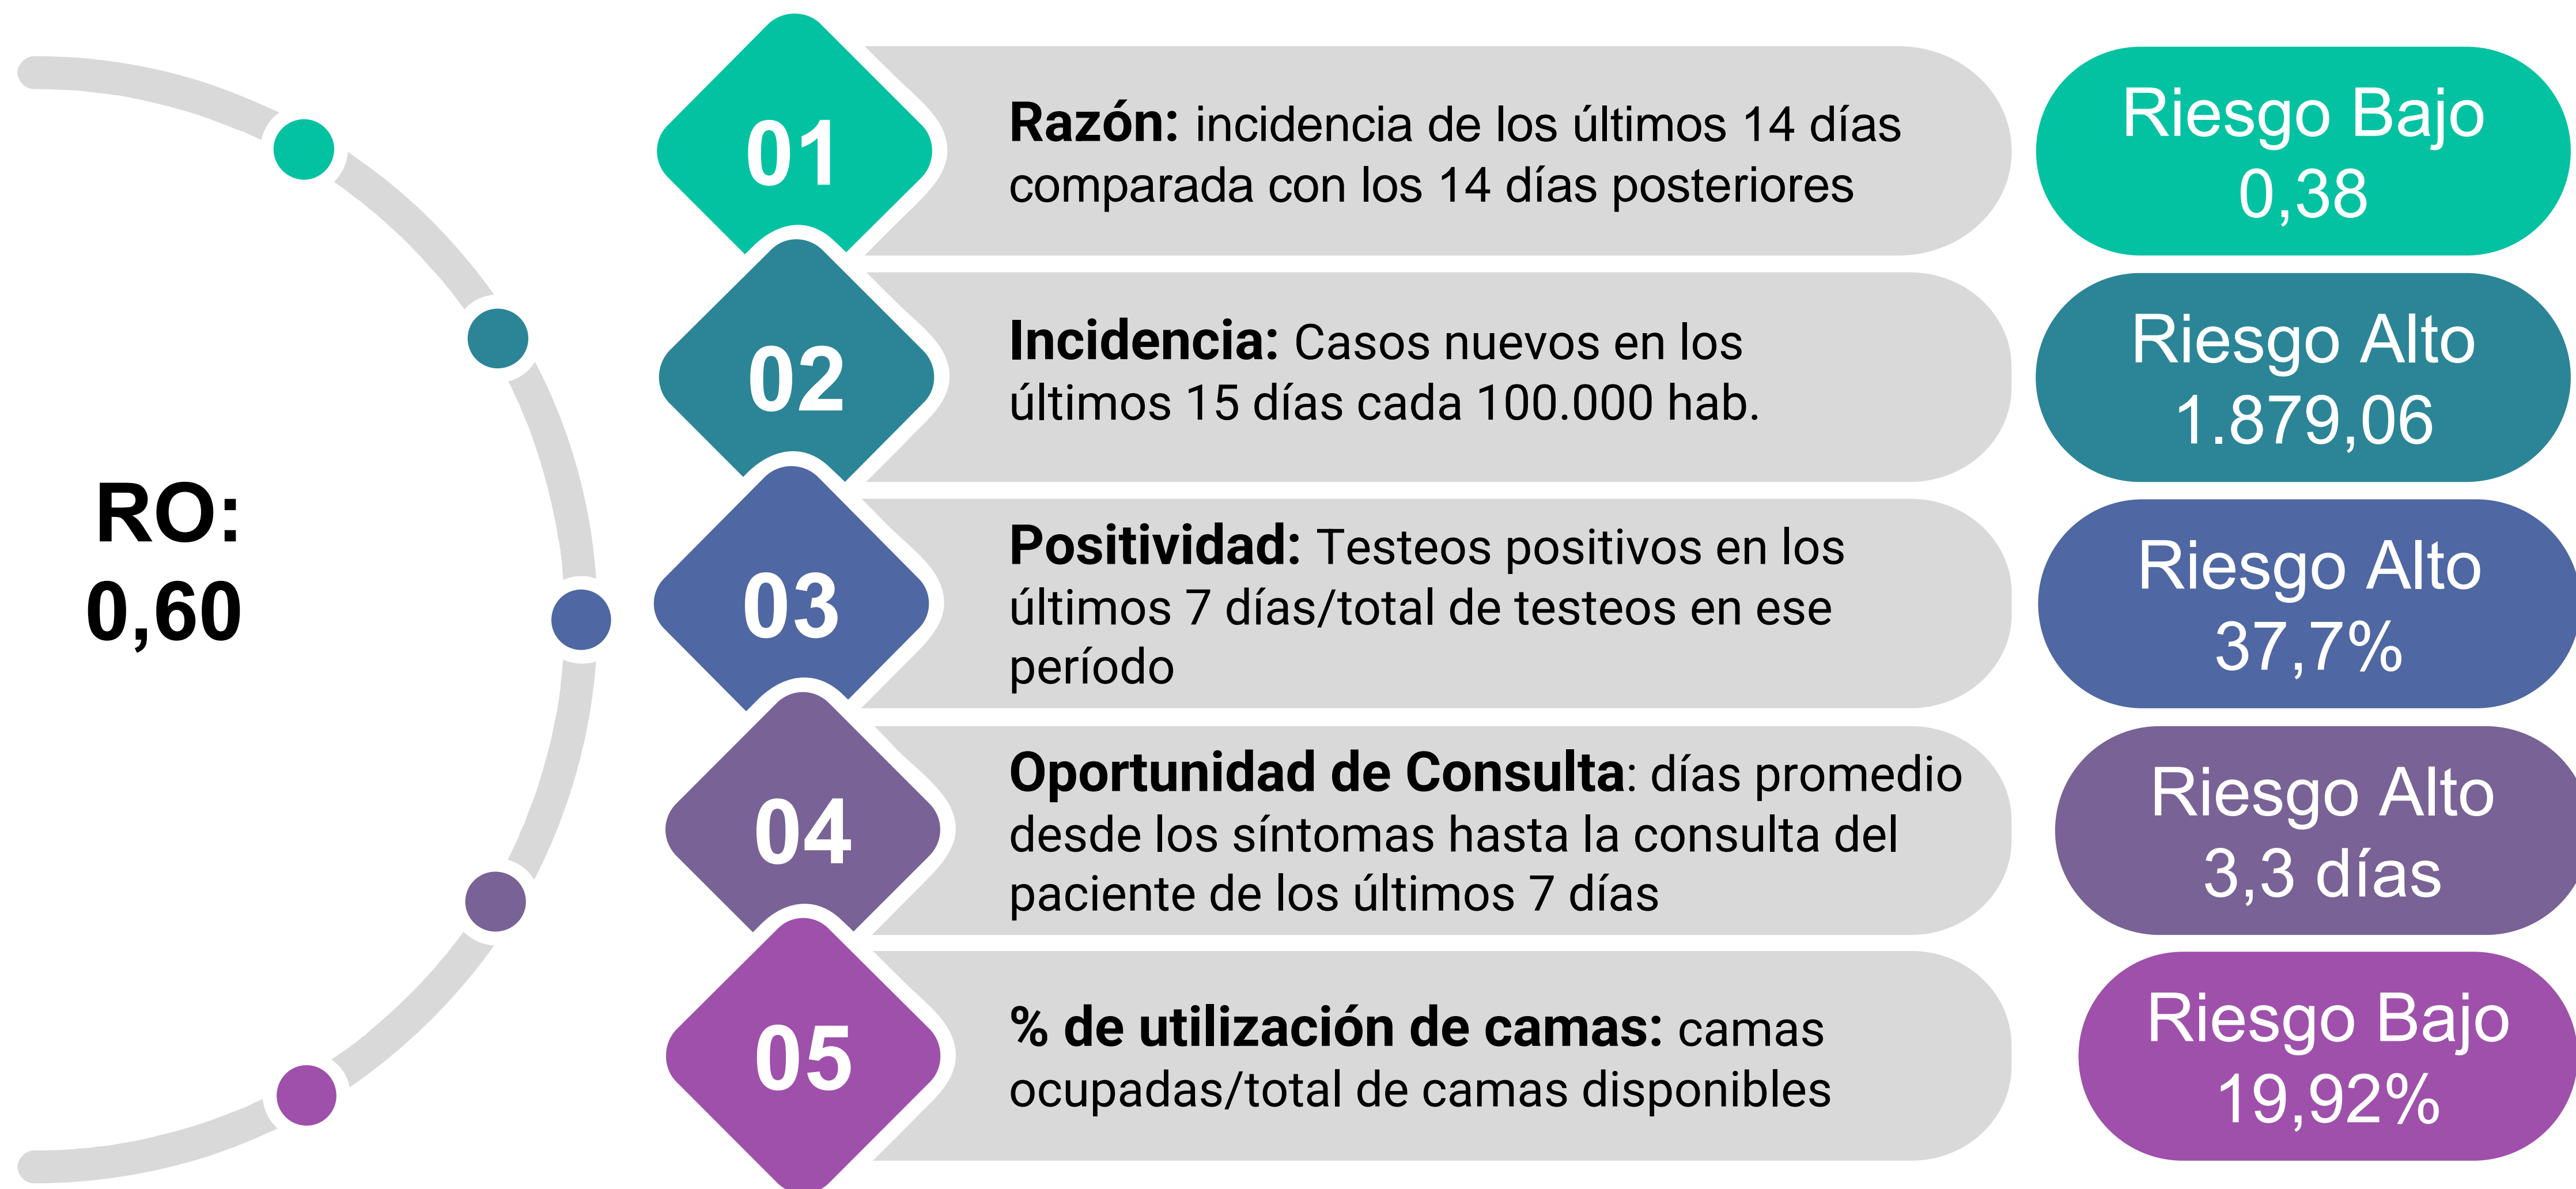 RO:
0,60
01
Razón: incidencia de los últimos 14 días
comparada con los 14 días posteriores
Riesgo Bajo
0,38
02
Incidencia: Casos nuevos en los
últimos 15 días cada 100.000 hab.
Riesgo Alto
1.879,06
03
Positividad: Testeos positivos en los
últimos 7 días/total de testeos en ese
período
Riesgo Alto
37,7%
04
Oportunidad de Consulta: días promedio
desde los síntomas hasta la consulta del
paciente de los últimos 7 días
Riesgo Alto
3,3 días
05
% de utilización de camas: camas
ocupadas/total de camas disponibles
Riesgo Bajo
19,92%